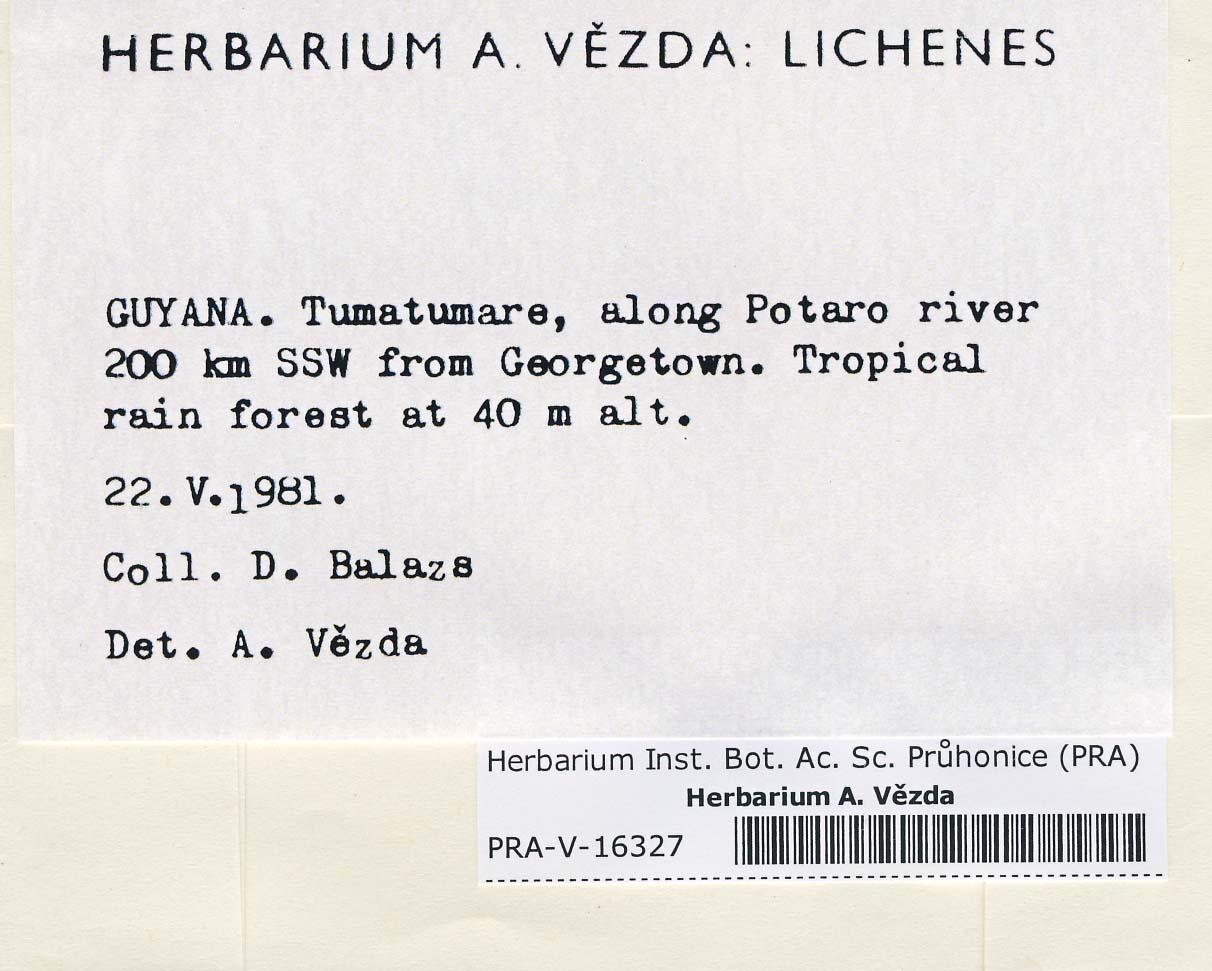 HERBARIUM A. VĚZDA: LICHENES
GUYANA. Tumatumare, along Potaro river
200 km SSW from Georgetown. Tropical
rain forest at 40 m alt.
22.V.1981.
Coll. D. Balazs
Det. A. Vězda
Herbarium Inst. Bot. Ac. Sc. Průhonice (PRA)
Herbarium A. Vězda
PRA-V-16327